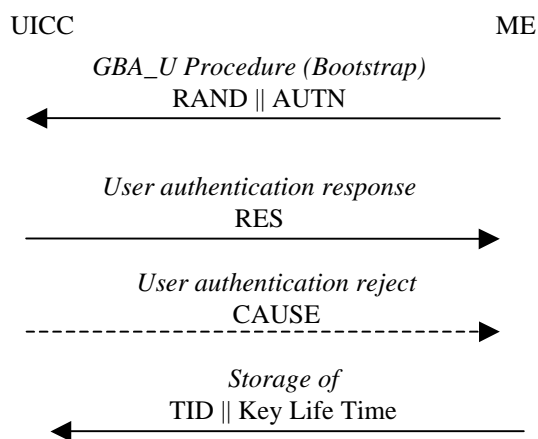 UICC ME
GBA_U Procedure (Bootstrap)
RAND || AUTN
User authentication response
RES
User authentication reject
CAUSE
Storage of
TID || Key Life Time